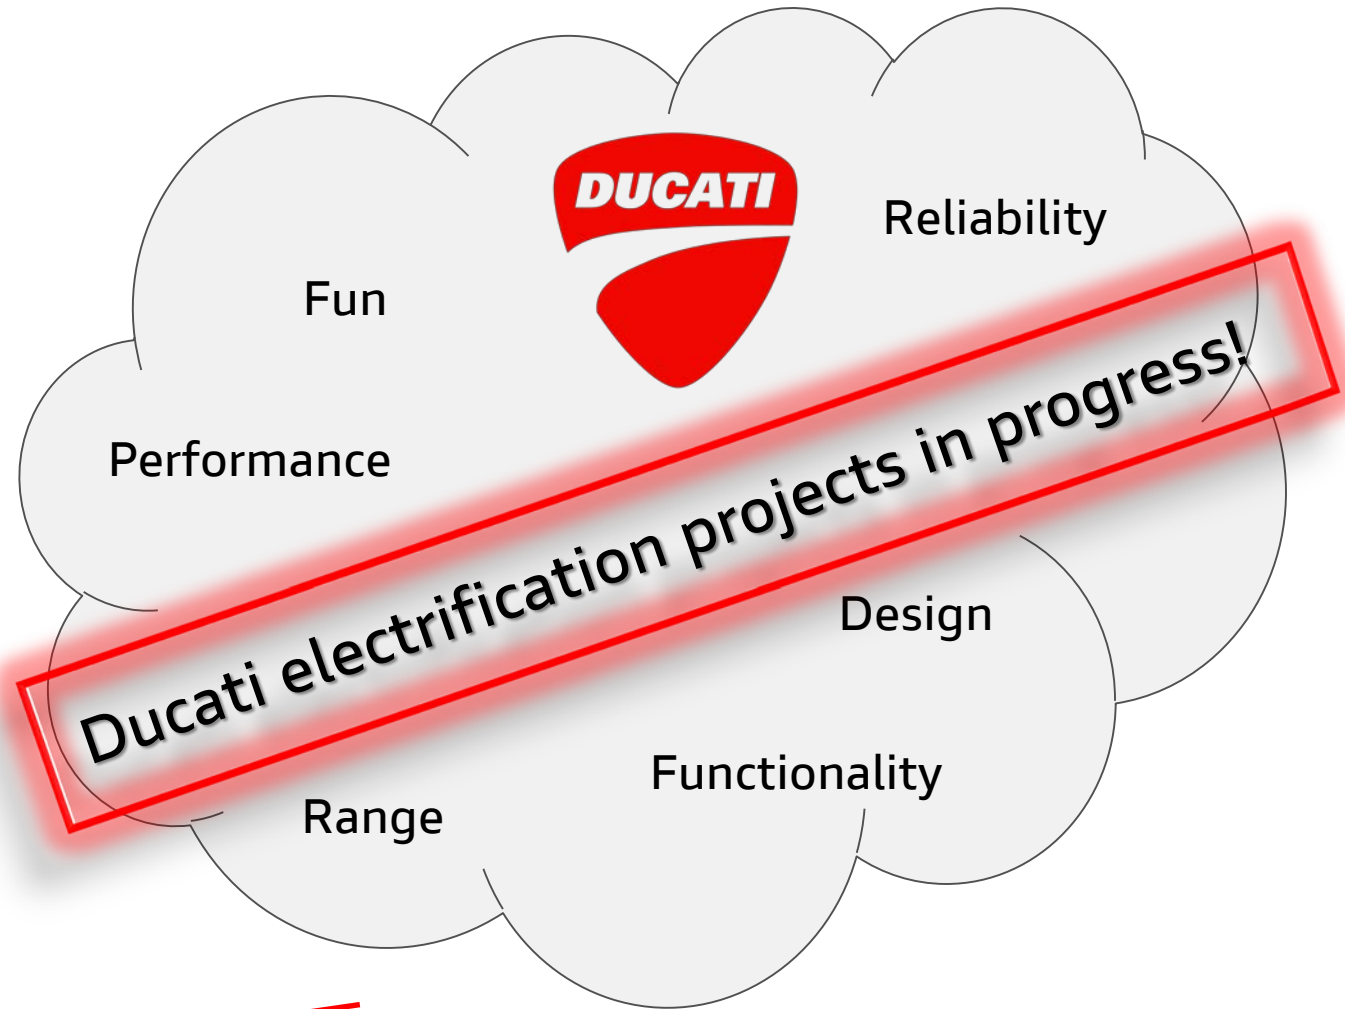 DUCATI
Reliability
Fun
Performance
Ducati electrification projects in progress!
Design
Functionality
Range